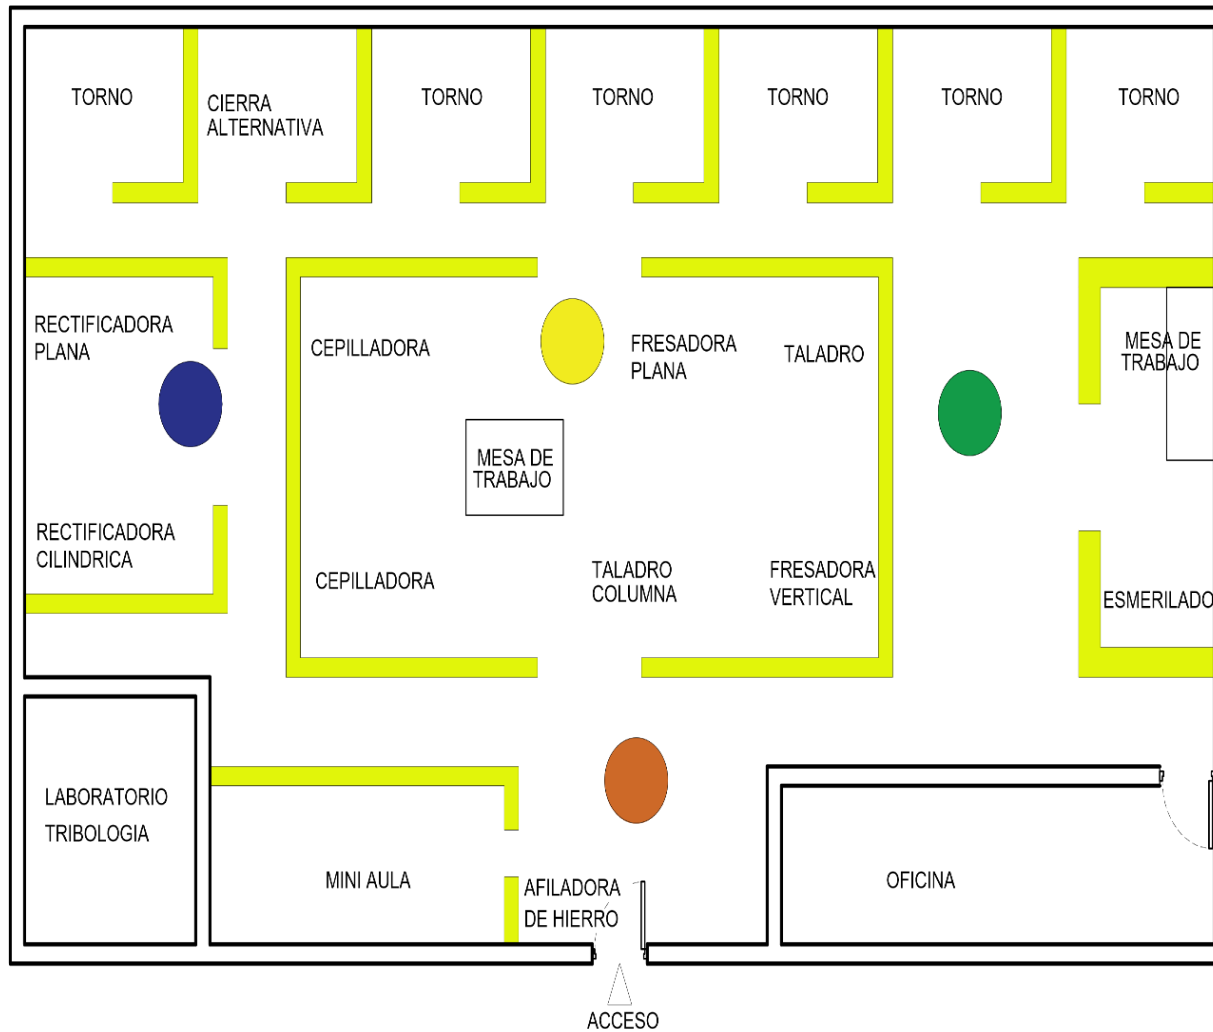 TORNO
CIERRA
ALTERNATIVA
TORNO
TORNO
TORNO
TORNO
TORNO
RECTIFICADORA
PLANA
CEPILLADORA
FRESADORA
PLANA
TALADRO
MESA DE
TRABAJO
MESA DE
TRABAJO
RECTIFICADORA
CILINDRICA
CEPILLADORA
TALADRO
COLUMNA
FRESADORA
VERTICAL
ESMERILADO
LABORATORIO
TRIBOLOGIA
MINI AULA
AFILADORA
DE HIERRO
OFICINA
ACCESO